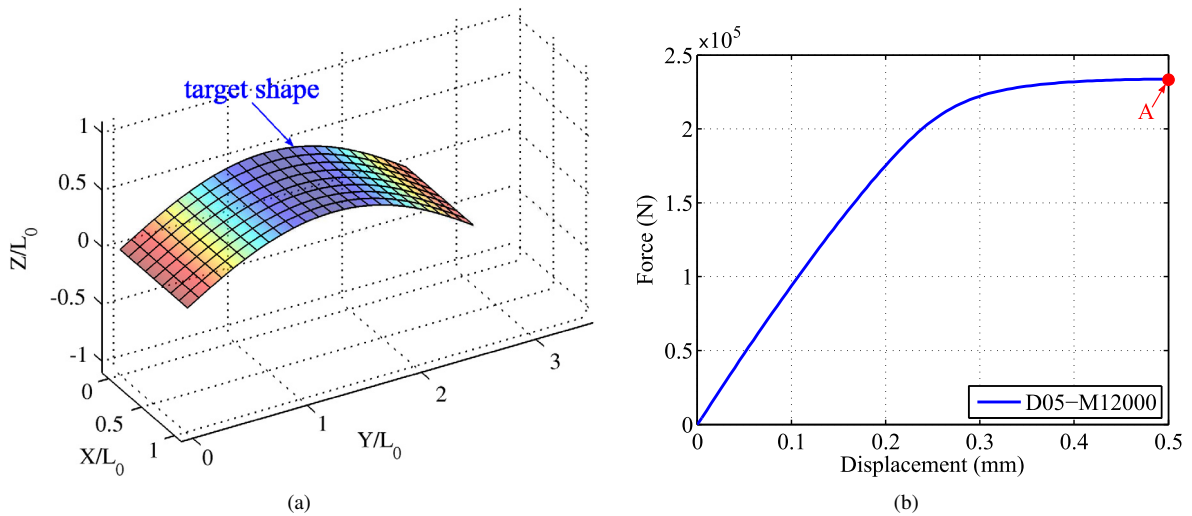 target shape
1
0.5
0
-0.5
-1
Z/L0
0
0.5
1
X/L0
0
1
2
3
Y/L0
(a)
×10^5
2.5
2
1.5
1
0.5
0
Force (N)
A
D05−M12000
0 0.1 0.2 0.3 0.4 0.5
Displacement (mm)
(b)